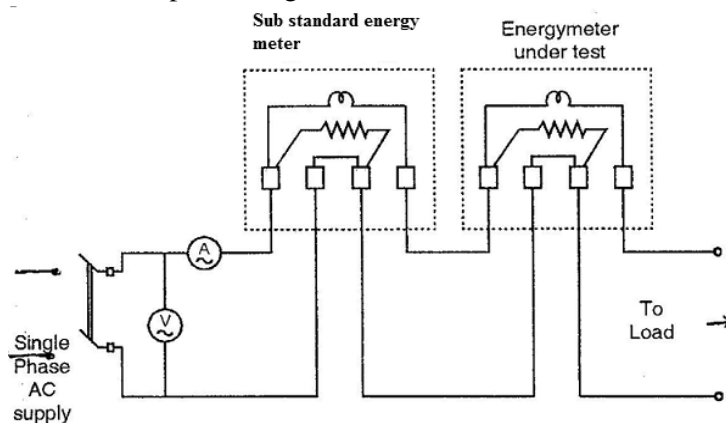 Sub standard energy
meter
Energymeter
under test
A
V
Single
Phase
AC
supply
To
Load